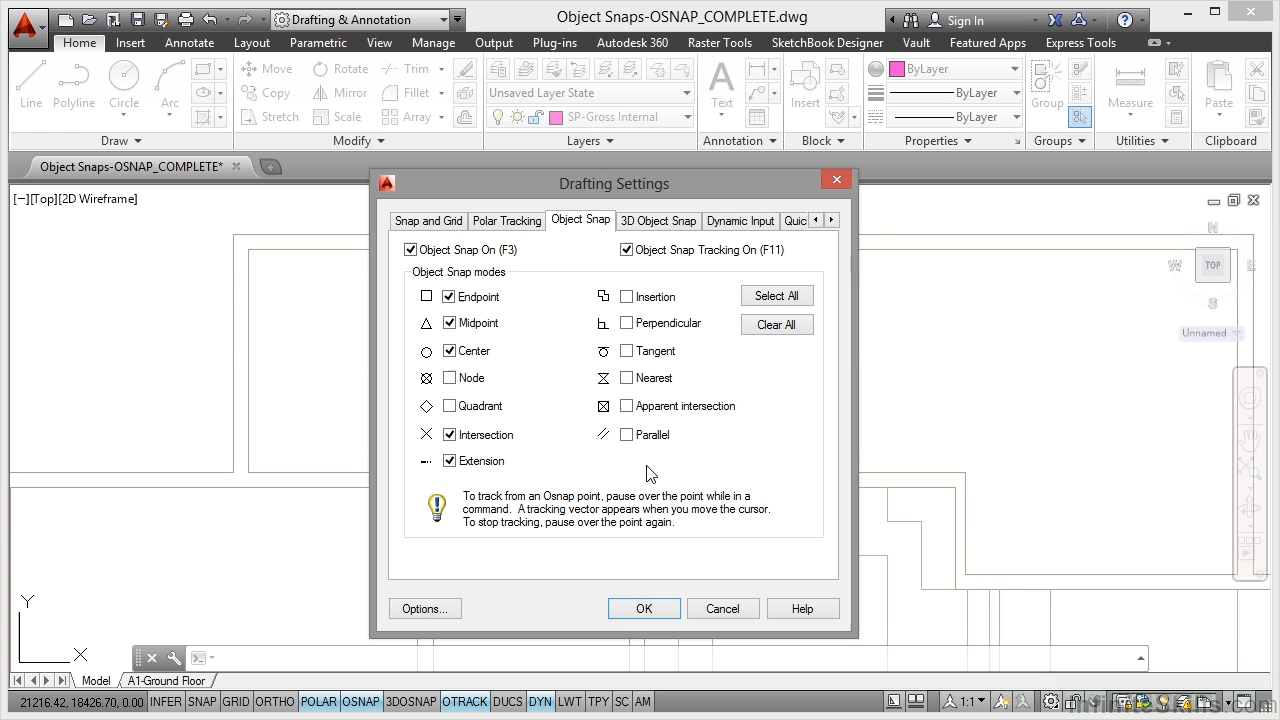 Drafting & Annotation
Object Snaps-OSNAP_COMPLETE.dwg
Sign In
Home Insert Annotate Layout Parametric View Manage Output Plug-ins Autodesk 360 Raster Tools SketchBook Designer Vault Featured Apps Express Tools
Line Polyline Circle Arc
Move Rotate Trim
Copy Mirror Fillet
Stretch Scale Array
Unsaved Layer State
SP-Gross Internal
Text
Insert
ByLayer
ByLayer
ByLayer
Group
Measure
Paste
Draw Modify Layers Annotation Block Properties Groups Utilities Clipboard
Object Snaps-OSNAP_COMPLETE*
[−][Top][2D Wireframe]
N
W TOP E
S
Unnamed
Drafting Settings
Snap and Grid Polar Tracking Object Snap 3D Object Snap Dynamic Input Quic
Object Snap On (F3) Object Snap Tracking On (F11)
Object Snap modes
Endpoint Insertion Select All
Midpoint Perpendicular Clear All
Center Tangent
Node Nearest
Quadrant Apparent intersection
Intersection Parallel
Extension
To track from an Osnap point, pause over the point while in a
command. A tracking vector appears when you move the cursor.
To stop tracking, pause over the point again.
Options... OK Cancel Help
Y
X
Model A1-Ground Floor
21216.42, 18426.70, 0.00 INFER SNAP GRID ORTHO POLAR OSNAP 3DOSNAP OTRACK DUCS DYN LWT TPY SC AM 1:1
InfiniteSkills.com